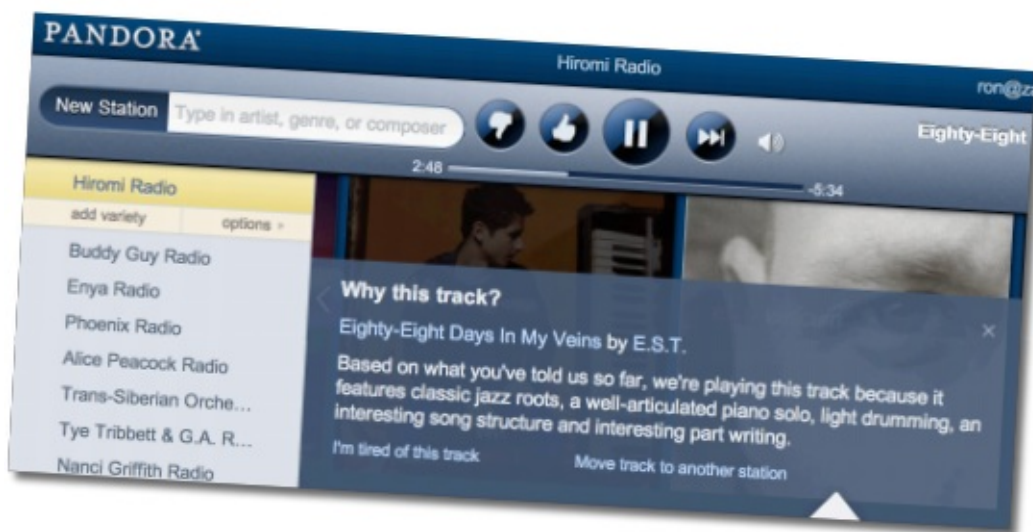 PANDORA
Hiromi Radio
ron@z
New Station
Type in artist, genre, or composer
Eighty-Eight
2:48
-5:34
Hiromi Radio
add variety
options
Buddy Guy Radio
Enya Radio
Phoenix Radio
Alice Peacock Radio
Trans-Siberian Orche...
Tye Tribbett & G.A. R...
Nanci Griffith Radio
Why this track?
Eighty-Eight Days In My Veins by E.S.T.
Based on what you've told us so far, we're playing this track because it
features classic jazz roots, a well-articulated piano solo, light drumming, an
interesting song structure and interesting part writing.
I'm tired of this track
Move track to another station